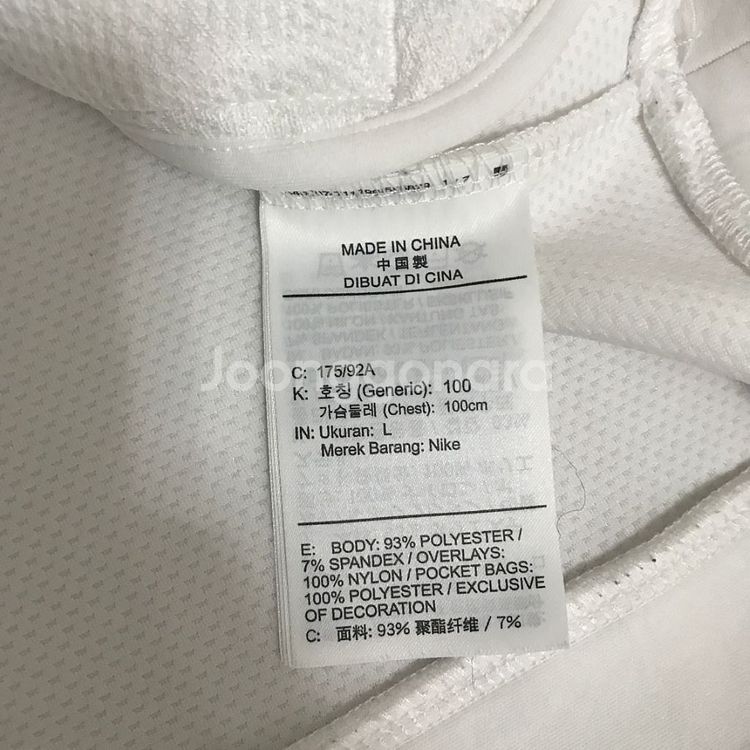 MADE IN CHINA
中国製
DIBUAT DI CINA
Joongonara
C: 175/92A
K: 호칭 (Generic): 100
가슴둘레 (Chest): 100cm
IN: Ukuran: L
Merek Barang: Nike
E: BODY: 93% POLYESTER /
7% SPANDEX / OVERLAYS:
100% NYLON / POCKET BAGS:
100% POLYESTER / EXCLUSIVE
OF DECORATION
C: 面料: 93% 聚酯纤维 / 7%